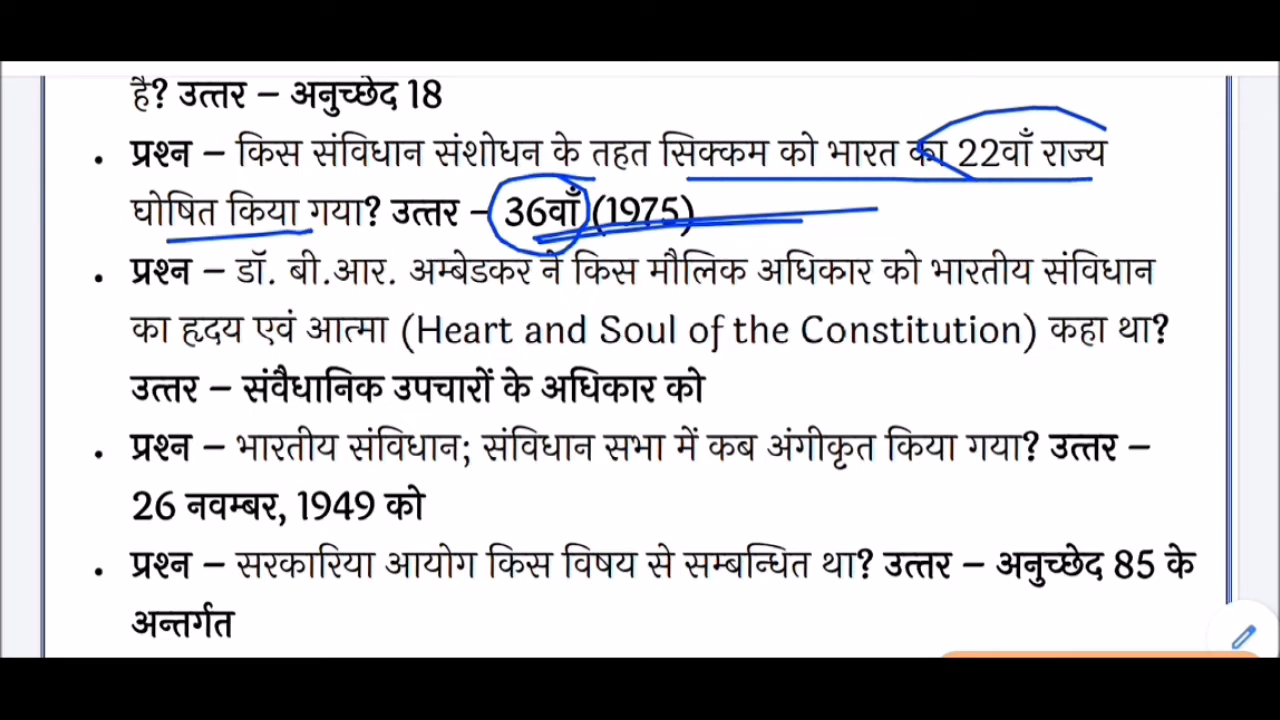 है? उत्तर – अनुच्छेद 18
• प्रश्न – किस संविधान संशोधन के तहत सिक्कम को भारत का 22वाँ राज्य
घोषित किया गया? उत्तर – 36वाँ (1975)
• प्रश्न – डॉ. बी.आर. अम्बेडकर ने किस मौलिक अधिकार को भारतीय संविधान
का हृदय एवं आत्मा (Heart and Soul of the Constitution) कहा था?
उत्तर – संवैधानिक उपचारों के अधिकार को
• प्रश्न – भारतीय संविधान; संविधान सभा में कब अंगीकृत किया गया? उत्तर –
26 नवम्बर, 1949 को
• प्रश्न – सरकारिया आयोग किस विषय से सम्बन्धित था? उत्तर – अनुच्छेद 85 के
अन्तर्गत